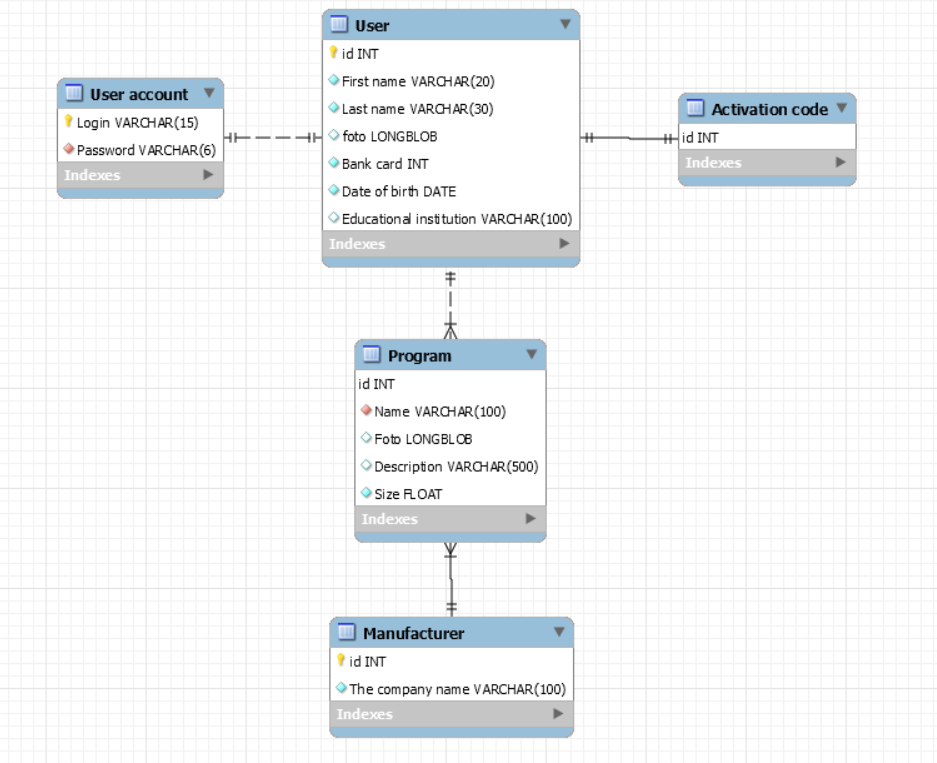 User
id INT
First name VARCHAR(20)
Last name VARCHAR(30)
foto LONGBLOB
Bank card INT
Date of birth DATE
Educational institution VARCHAR(100)
Indexes
User account
Login VARCHAR(15)
Password VARCHAR(6)
Indexes
Activation code
id INT
Indexes
Program
id INT
Name VARCHAR(100)
Foto LONGBLOB
Description VARCHAR(500)
Size FLOAT
Indexes
Manufacturer
id INT
The company name VARCHAR(100)
Indexes